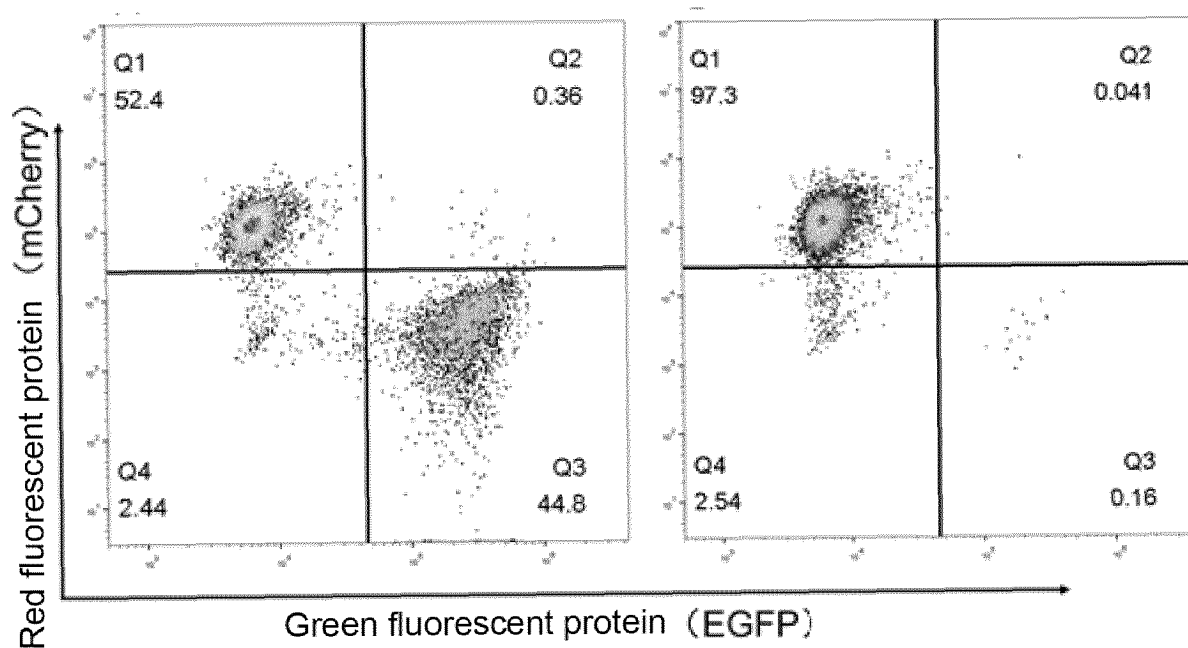 Q1
52.4
Q2
0.36
Q4
2.44
Q3
44.8
Q1
97.3
Q2
0.041
Q4
2.54
Q3
0.16
Red fluorescent protein（mCherry）
Green fluorescent protein（EGFP）